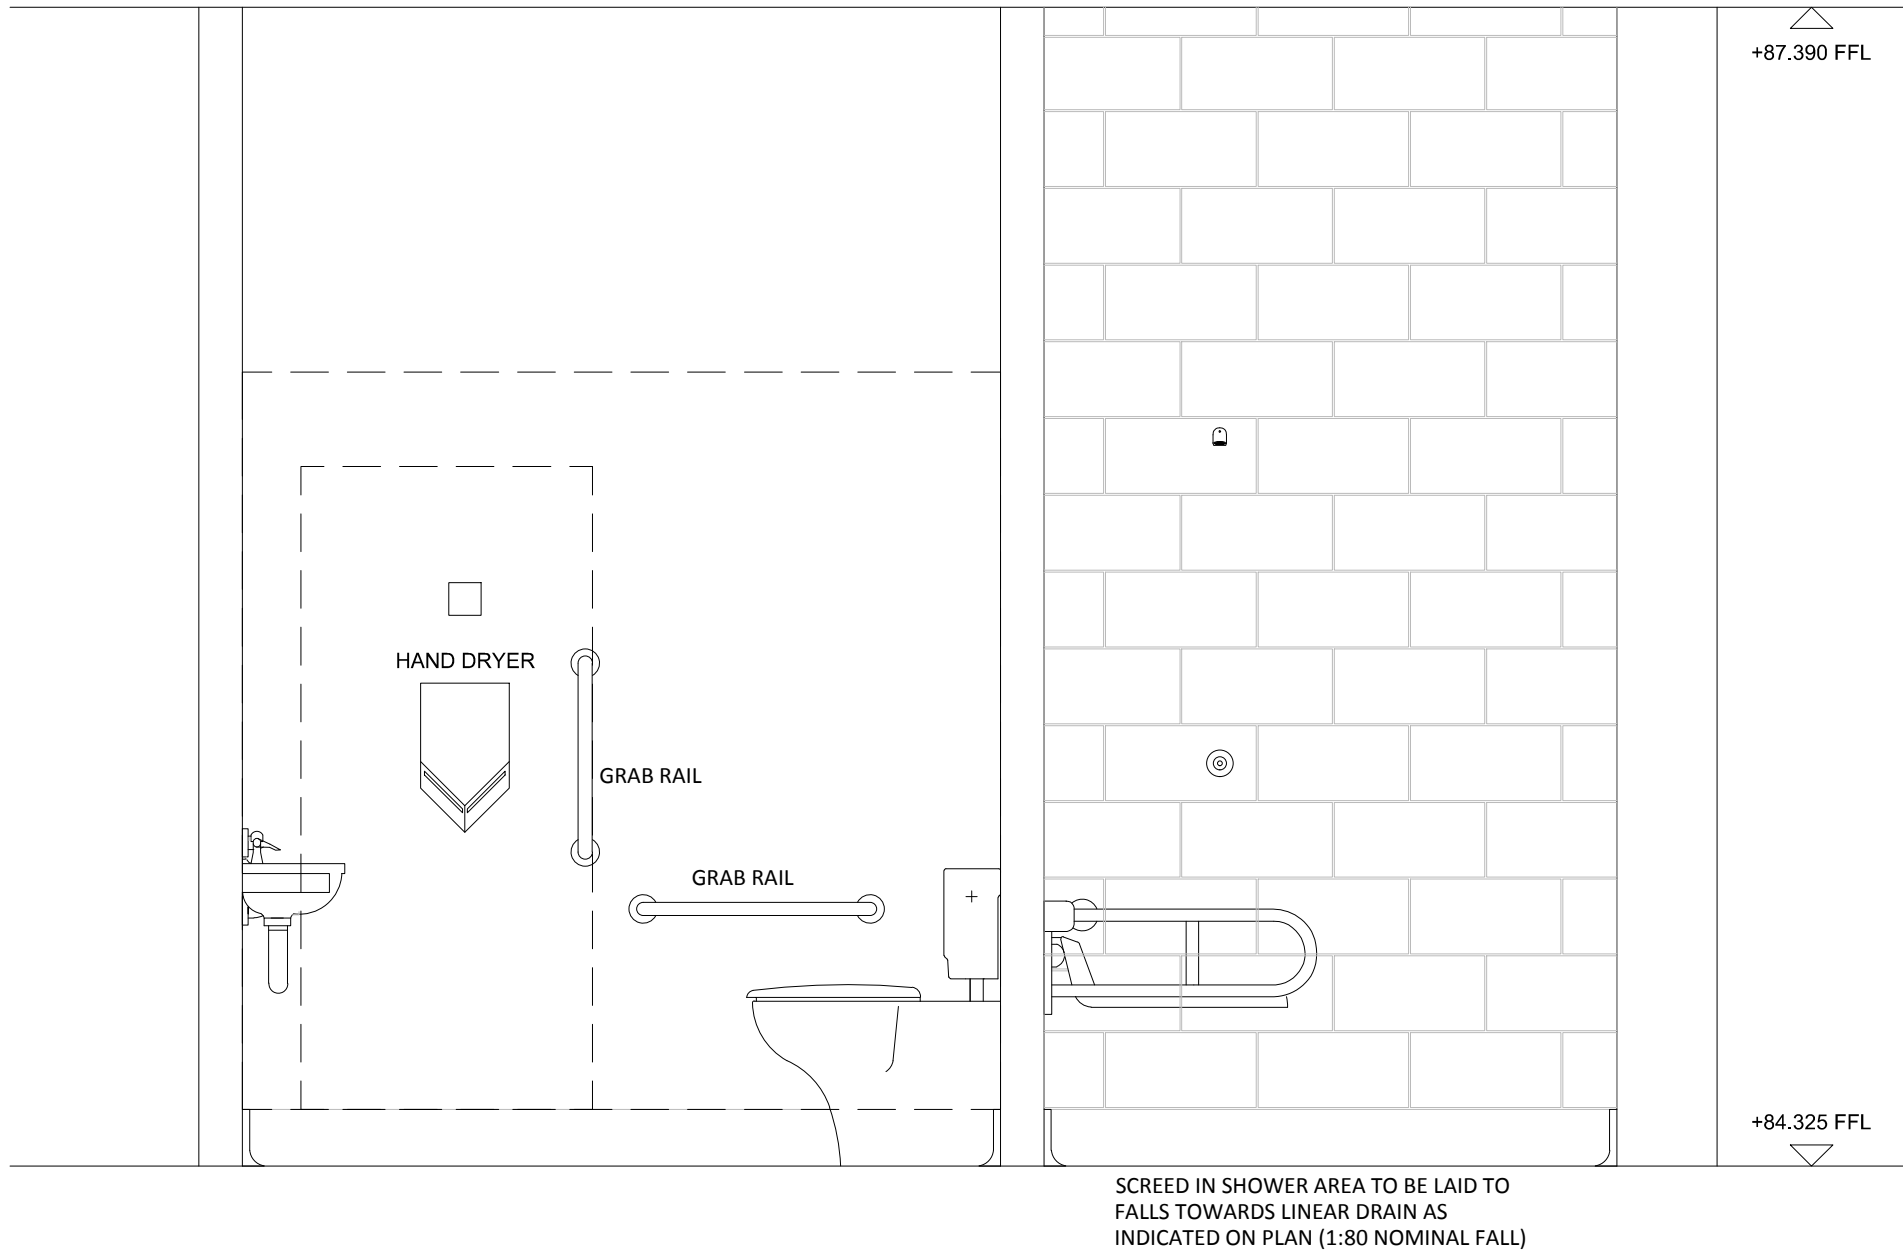 +87.390 FFL
HAND DRYER
GRAB RAIL
GRAB RAIL
+84.325 FFL
SCREED IN SHOWER AREA TO BE LAID TO
FALLS TOWARDS LINEAR DRAIN AS
INDICATED ON PLAN (1:80 NOMINAL FALL)